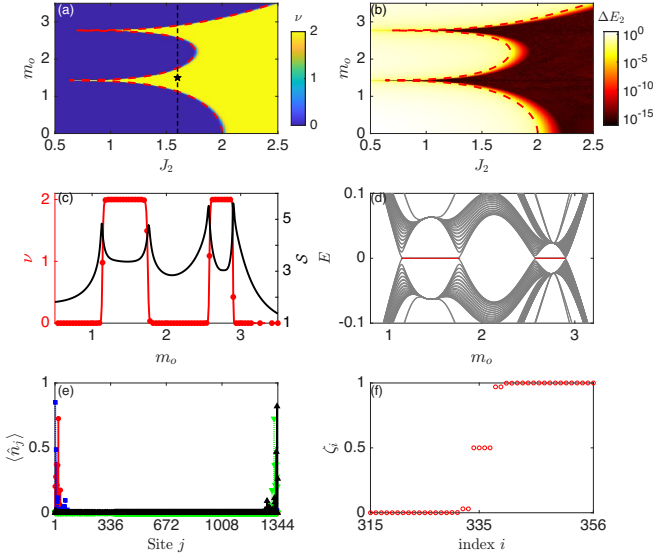 (a)
ν
3
2
1
0
m_o
0.5 1 1.5 2 2.5
J_2
2
1
0
(b)
ΔE_2
3
2
1
0
m_o
0.5 1 1.5 2 2.5
J_2
10^0
10^-5
10^-10
10^-15
(c)
2
1
0
ν
1 2 3
m_o
5
3
1
S
(d)
0.1
0
-0.1
E
1 2 3
m_o
(e)
1
0.5
0
⟨n̂_j⟩
1 336 672 1008 1344
Site j
(f)
1
0.5
0
ζ_i
315 335 356
index i